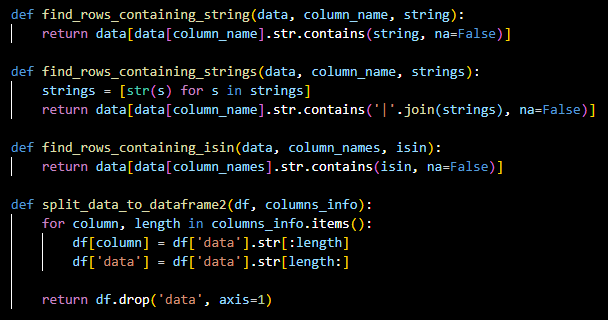 def find_rows_containing_string(data, column_name, string):
    return data[data[column_name].str.contains(string, na=False)]

def find_rows_containing_strings(data, column_name, strings):
    strings = [str(s) for s in strings]
    return data[data[column_name].str.contains('|'.join(strings), na=False)]

def find_rows_containing_isin(data, column_names, isin):
    return data[data[column_names].str.contains(isin, na=False)]

def split_data_to_dataframe2(df, columns_info):
    for column, length in columns_info.items():
        df[column] = df['data'].str[:length]
        df['data'] = df['data'].str[length:]

    return df.drop('data', axis=1)